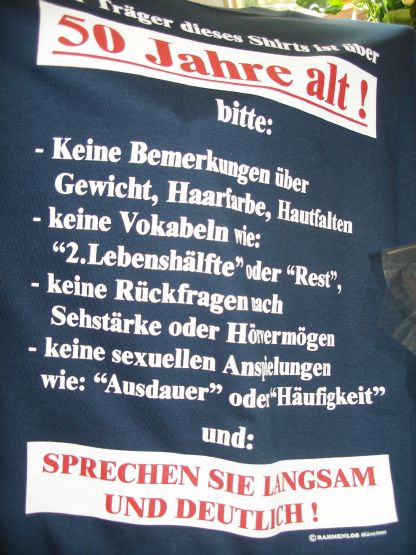 träger dieses Shirts ist über
50 Jahre alt !
bitte:
- Keine Bemerkungen über
Gewicht, Haarfarbe, Hautfalten
- keine Vokabeln wie:
“2.Lebenshälfte” oder “Rest”,
- keine Rückfragen nach
Sehstärke oder Hörvermögen
- keine sexuellen Anspielungen
wie: “Ausdauer” oder “Häufigkeit”
und:
SPRECHEN SIE LANGSAM
UND DEUTLICH !
© RAHMENLOS München